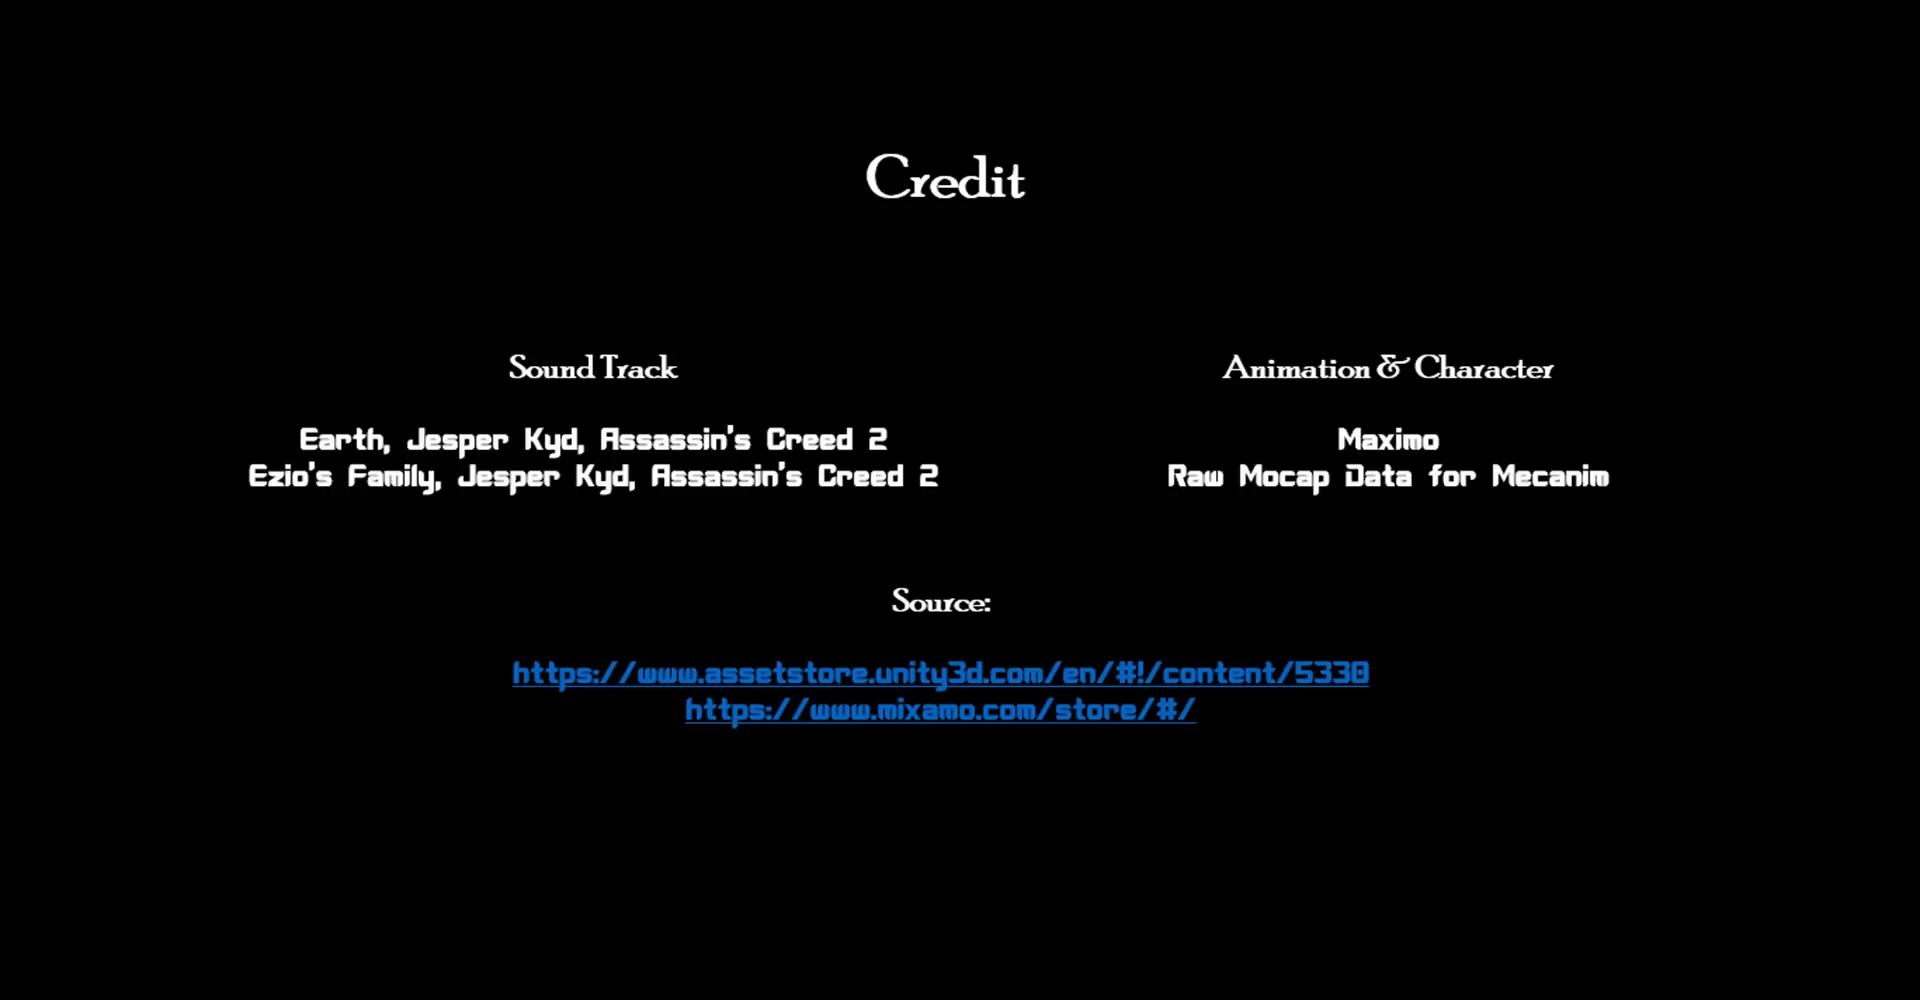 Credit
Sound Track
Earth, Jesper Kyd, Assassin's Creed 2
Ezio's Family, Jesper Kyd, Assassin's Creed 2
Animation & Character
Maximo
Raw Mocap Data for Mecanim
Source:
https://www.assetstore.unity3d.com/en/#!/content/5330
https://www.mixamo.com/store/#/